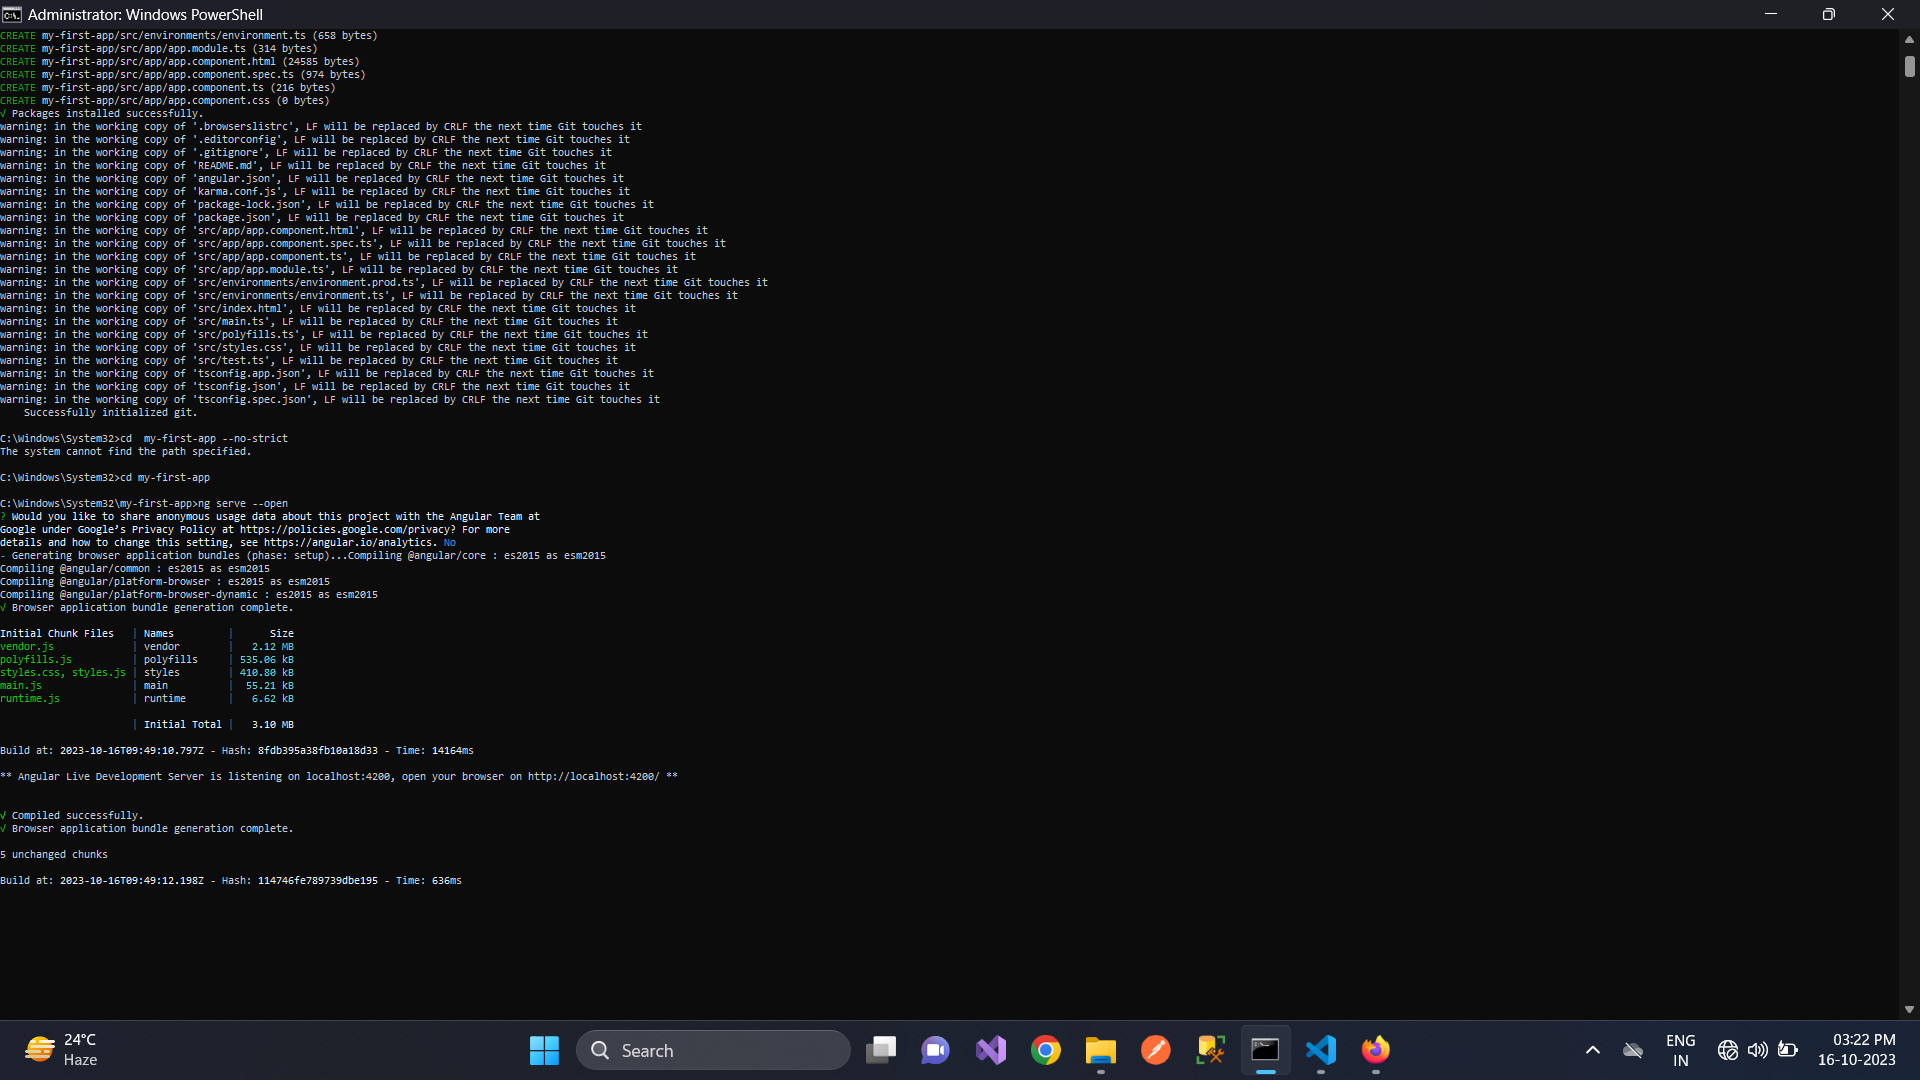 Administrator: Windows PowerShell
CREATE my-first-app/src/environments/environment.ts (658 bytes)
CREATE my-first-app/src/app/app.module.ts (314 bytes)
CREATE my-first-app/src/app/app.component.html (24585 bytes)
CREATE my-first-app/src/app/app.component.spec.ts (974 bytes)
CREATE my-first-app/src/app/app.component.ts (216 bytes)
CREATE my-first-app/src/app/app.component.css (0 bytes)
√ Packages installed successfully.
warning: in the working copy of '.browserslistrc', LF will be replaced by CRLF the next time Git touches it
warning: in the working copy of '.editorconfig', LF will be replaced by CRLF the next time Git touches it
warning: in the working copy of '.gitignore', LF will be replaced by CRLF the next time Git touches it
warning: in the working copy of 'README.md', LF will be replaced by CRLF the next time Git touches it
warning: in the working copy of 'angular.json', LF will be replaced by CRLF the next time Git touches it
warning: in the working copy of 'karma.conf.js', LF will be replaced by CRLF the next time Git touches it
warning: in the working copy of 'package-lock.json', LF will be replaced by CRLF the next time Git touches it
warning: in the working copy of 'package.json', LF will be replaced by CRLF the next time Git touches it
warning: in the working copy of 'src/app/app.component.html', LF will be replaced by CRLF the next time Git touches it
warning: in the working copy of 'src/app/app.component.spec.ts', LF will be replaced by CRLF the next time Git touches it
warning: in the working copy of 'src/app/app.component.ts', LF will be replaced by CRLF the next time Git touches it
warning: in the working copy of 'src/app/app.module.ts', LF will be replaced by CRLF the next time Git touches it
warning: in the working copy of 'src/environments/environment.prod.ts', LF will be replaced by CRLF the next time Git touches it
warning: in the working copy of 'src/environments/environment.ts', LF will be replaced by CRLF the next time Git touches it
warning: in the working copy of 'src/index.html', LF will be replaced by CRLF the next time Git touches it
warning: in the working copy of 'src/main.ts', LF will be replaced by CRLF the next time Git touches it
warning: in the working copy of 'src/polyfills.ts', LF will be replaced by CRLF the next time Git touches it
warning: in the working copy of 'src/styles.css', LF will be replaced by CRLF the next time Git touches it
warning: in the working copy of 'src/test.ts', LF will be replaced by CRLF the next time Git touches it
warning: in the working copy of 'tsconfig.app.json', LF will be replaced by CRLF the next time Git touches it
warning: in the working copy of 'tsconfig.json', LF will be replaced by CRLF the next time Git touches it
warning: in the working copy of 'tsconfig.spec.json', LF will be replaced by CRLF the next time Git touches it
Successfully initialized git.
C:\Windows\System32>cd  my-first-app --no-strict
The system cannot find the path specified.
C:\Windows\System32>cd my-first-app
C:\Windows\System32\my-first-app>ng serve --open
? Would you like to share anonymous usage data about this project with the Angular Team at
Google under Google’s Privacy Policy at https://policies.google.com/privacy? For more
details and how to change this setting, see https://angular.io/analytics. No
- Generating browser application bundles (phase: setup)...Compiling @angular/core : es2015 as esm2015
Compiling @angular/common : es2015 as esm2015
Compiling @angular/platform-browser : es2015 as esm2015
Compiling @angular/platform-browser-dynamic : es2015 as esm2015
√ Browser application bundle generation complete.
Initial Chunk Files | Names | Size
vendor.js | vendor | 2.12 MB
polyfills.js | polyfills | 535.06 kB
styles.css, styles.js | styles | 410.80 kB
main.js | main | 55.21 kB
runtime.js | runtime | 6.62 kB
| Initial Total | 3.10 MB
Build at: 2023-10-16T09:49:10.797Z - Hash: 8fdb395a38fb10a18d33 - Time: 14164ms
** Angular Live Development Server is listening on localhost:4200, open your browser on http://localhost:4200/ **
√ Compiled successfully.
√ Browser application bundle generation complete.
5 unchanged chunks
Build at: 2023-10-16T09:49:12.198Z - Hash: 114746fe789739dbe195 - Time: 636ms
24°C
Haze
Search
ENG
IN
03:22 PM
16-10-2023